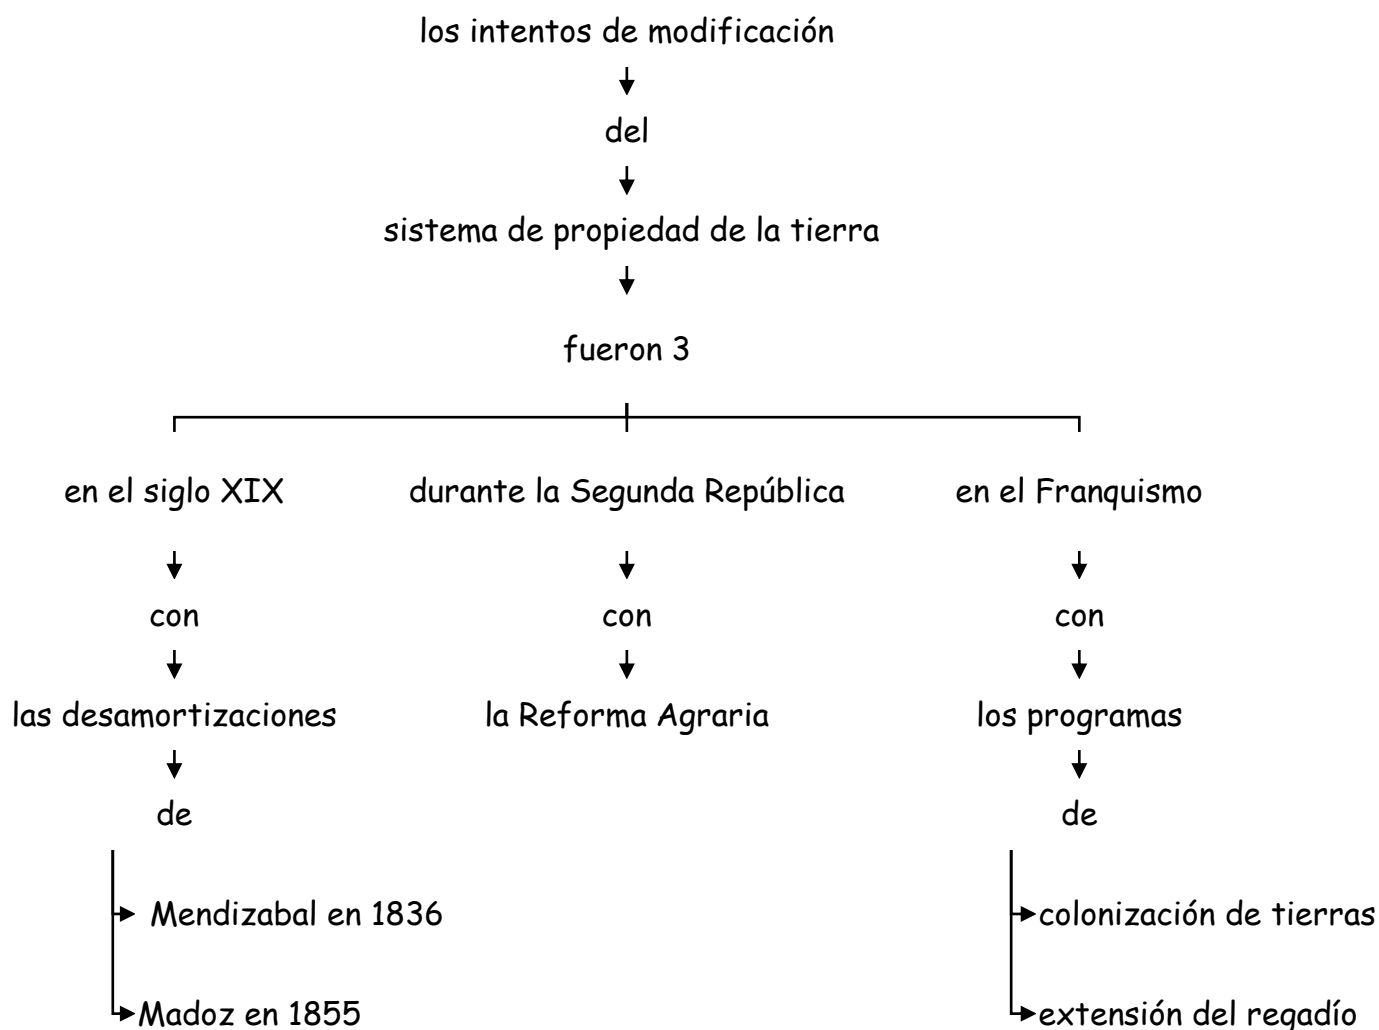 los intentos de modificación
del
sistema de propiedad de la tierra
fueron 3
en el siglo XIX
con
las desamortizaciones
de
Mendizabal en 1836
Madoz en 1855
durante la Segunda República
con
la Reforma Agraria
en el Franquismo
con
los programas
de
colonización de tierras
extensión del regadío